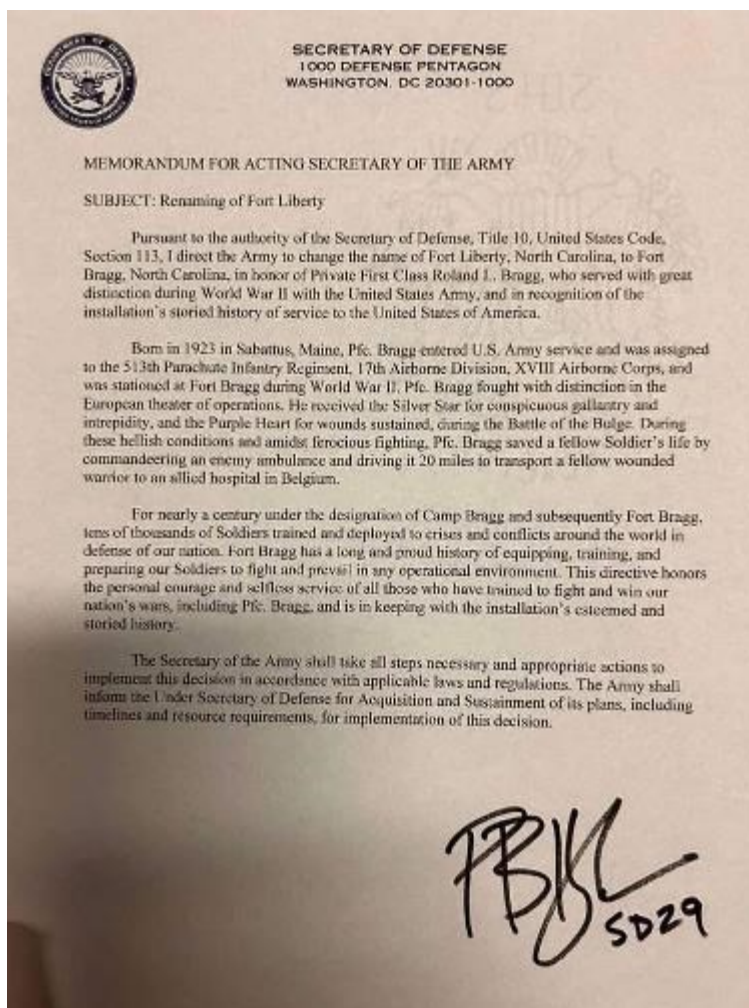 SECRETARY OF DEFENSE
1000 DEFENSE PENTAGON
WASHINGTON, DC 20301-1000
MEMORANDUM FOR ACTING SECRETARY OF THE ARMY
SUBJECT: Renaming of Fort Liberty
Pursuant to the authority of the Secretary of Defense, Title 10, United States Code,
Section 113, I direct the Army to change the name of Fort Liberty, North Carolina, to Fort
Bragg, North Carolina, in honor of Private First Class Roland L. Bragg, who served with great
distinction during World War II with the United States Army, and in recognition of the
installation's storied history of service to the United States of America.
Born in 1923 in Sabattus, Maine, Pfc. Bragg entered U.S. Army service and was assigned
to the 513th Parachute Infantry Regiment, 17th Airborne Division, XVIII Airborne Corps, and
was stationed at Fort Bragg during World War II. Pfc. Bragg fought with distinction in the
European theater of operations. He received the Silver Star for conspicuous gallantry and
intrepidity, and the Purple Heart for wounds sustained, during the Battle of the Bulge. During
these hellish conditions and amidst ferocious fighting, Pfc. Bragg saved a fellow Soldier's life by
commandeering an enemy ambulance and driving it 20 miles to transport a fellow wounded
warrior to an allied hospital in Belgium.
For nearly a century under the designation of Camp Bragg and subsequently Fort Bragg,
tens of thousands of Soldiers trained and deployed to crises and conflicts around the world in
defense of our nation. Fort Bragg has a long and proud history of equipping, training, and
preparing our Soldiers to fight and prevail in any operational environment. This directive honors
the personal courage and selfless service of all those who have trained to fight and win our
nation's wars, including Pfc. Bragg, and is in keeping with the installation's esteemed and
storied history.
The Secretary of the Army shall take all steps necessary and appropriate actions to
implement this decision in accordance with applicable laws and regulations. The Army shall
inform the Under Secretary of Defense for Acquisition and Sustainment of its plans, including
timelines and resource requirements, for implementation of this decision.
SD29